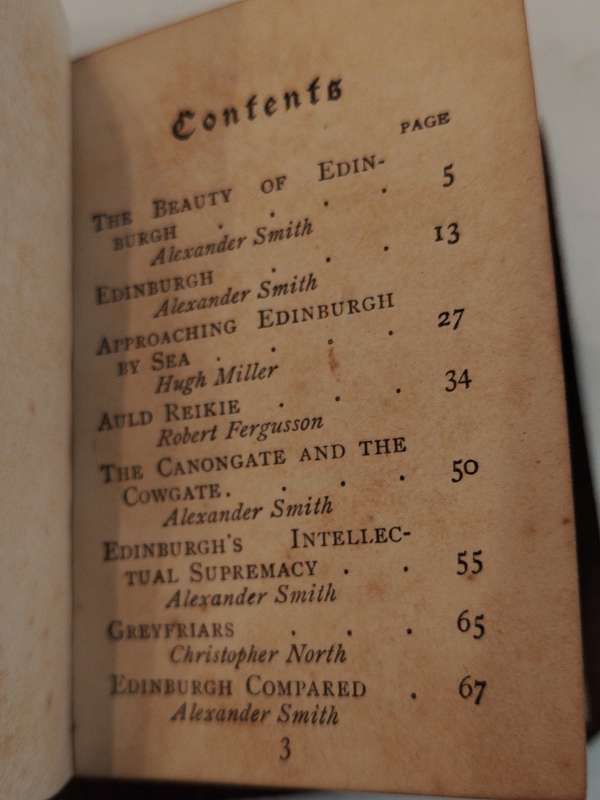 Contents
PAGE
THE BEAUTY OF EDIN-
BURGH . . . . 5
Alexander Smith
EDINBURGH . . . 13
Alexander Smith
APPROACHING EDINBURGH
BY SEA . . . . 27
Hugh Miller
AULD REIKIE . . . 34
Robert Fergusson
THE CANONGATE AND THE
COWGATE. . . . 50
Alexander Smith
EDINBURGH'S INTELLEC-
TUAL SUPREMACY . . 55
Alexander Smith
GREYFRIARS . . . 65
Christopher North
EDINBURGH COMPARED . 67
Alexander Smith
3